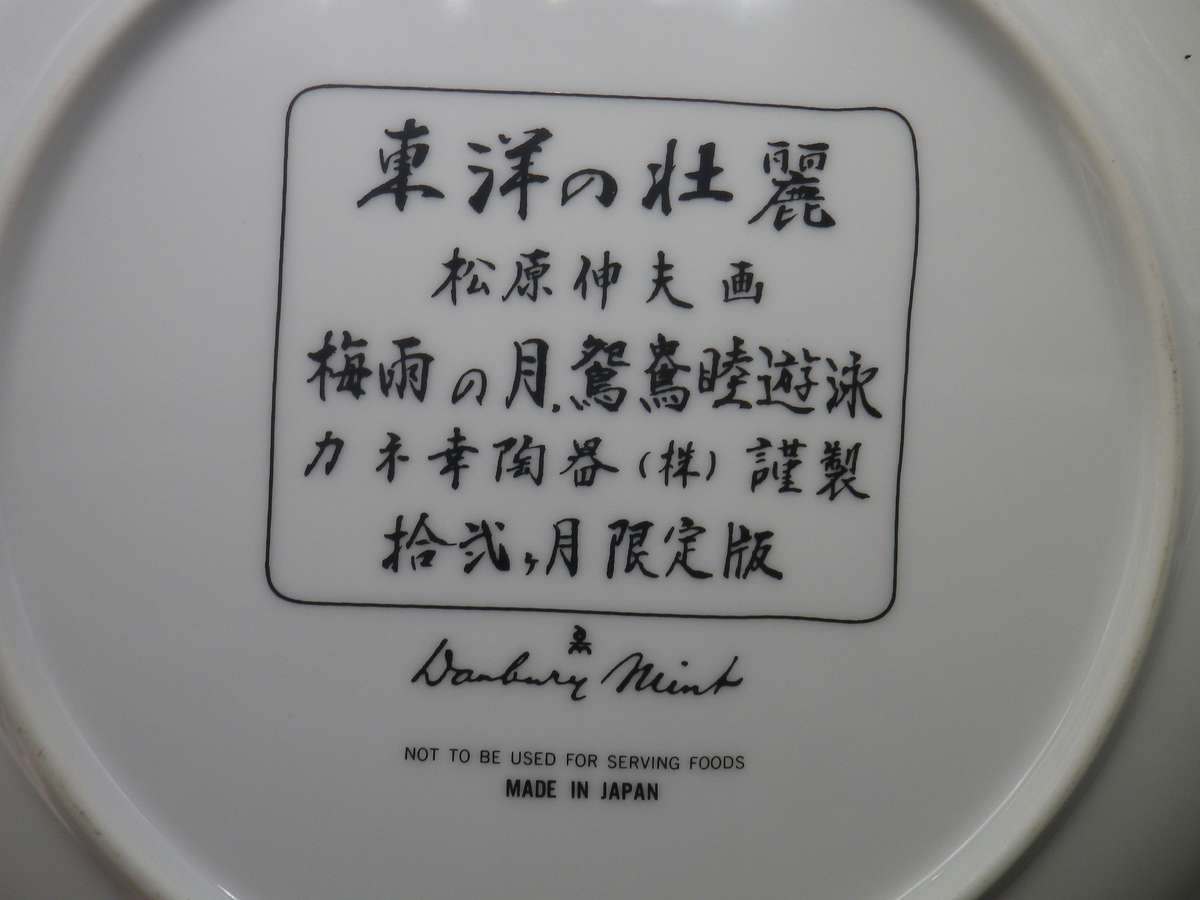 東洋の壮麗
松原伸夫 画
梅雨の月.鴛鴦睦遊泳
カネ幸陶器(株)謹製
拾弐ヶ月限定版
Danbury Mint
NOT TO BE USED FOR SERVING FOODS
MADE IN JAPAN